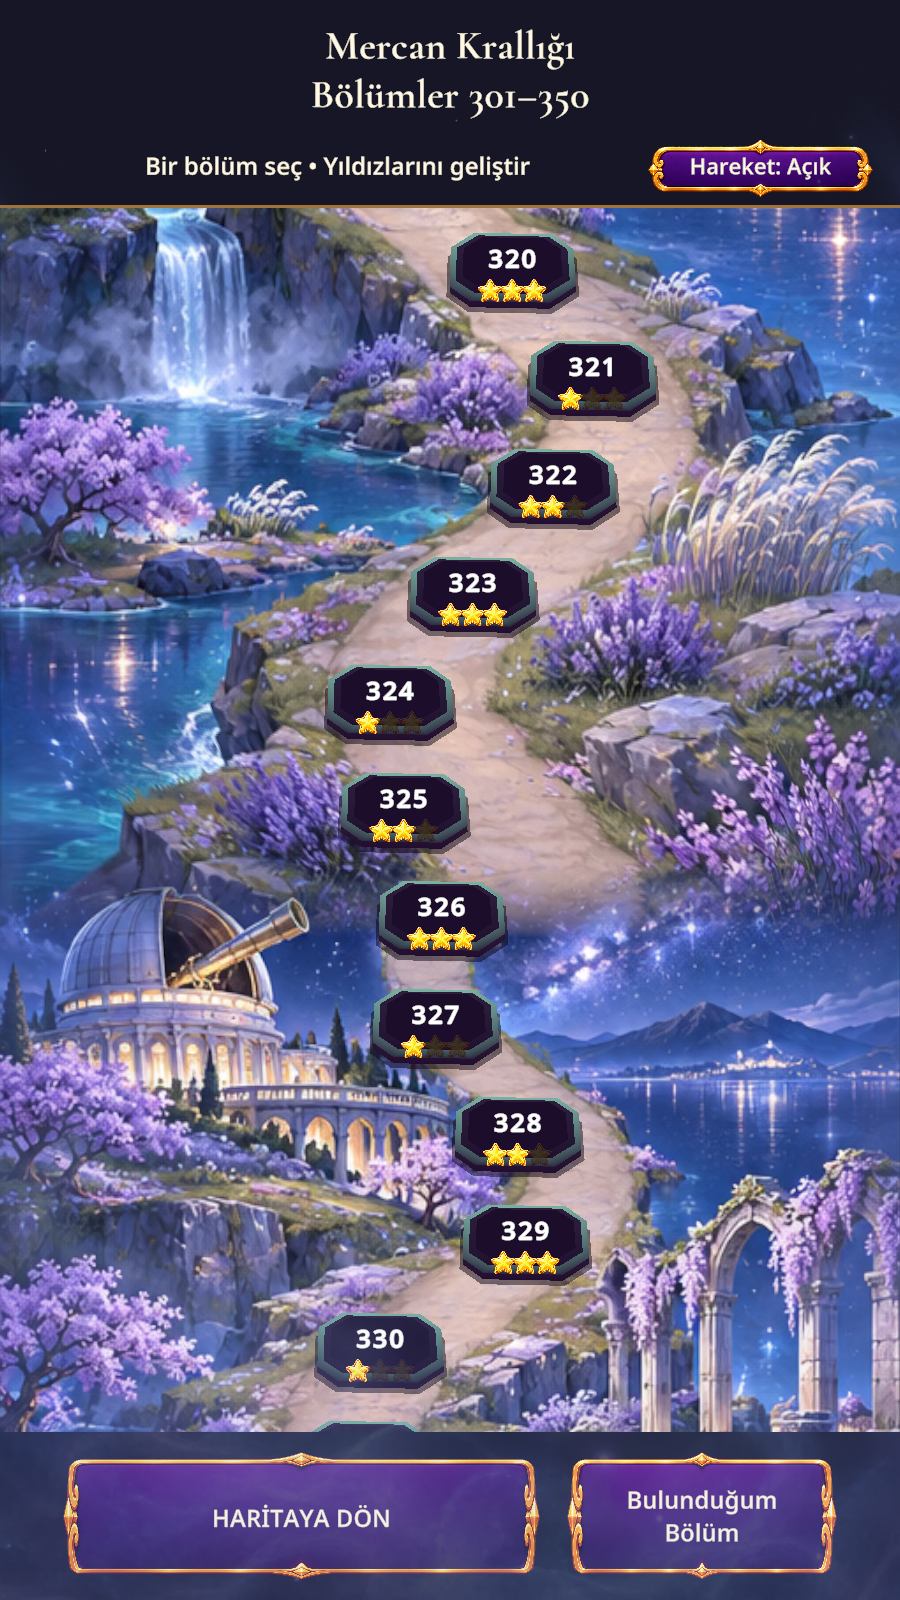 Mercan Krallığı
Bölümler 301–350
Bir bölüm seç • Yıldızlarını geliştir
Hareket: Açık
320
321
322
323
324
325
326
327
328
329
330
HARİTAYA DÖN
Bulunduğum
Bölüm